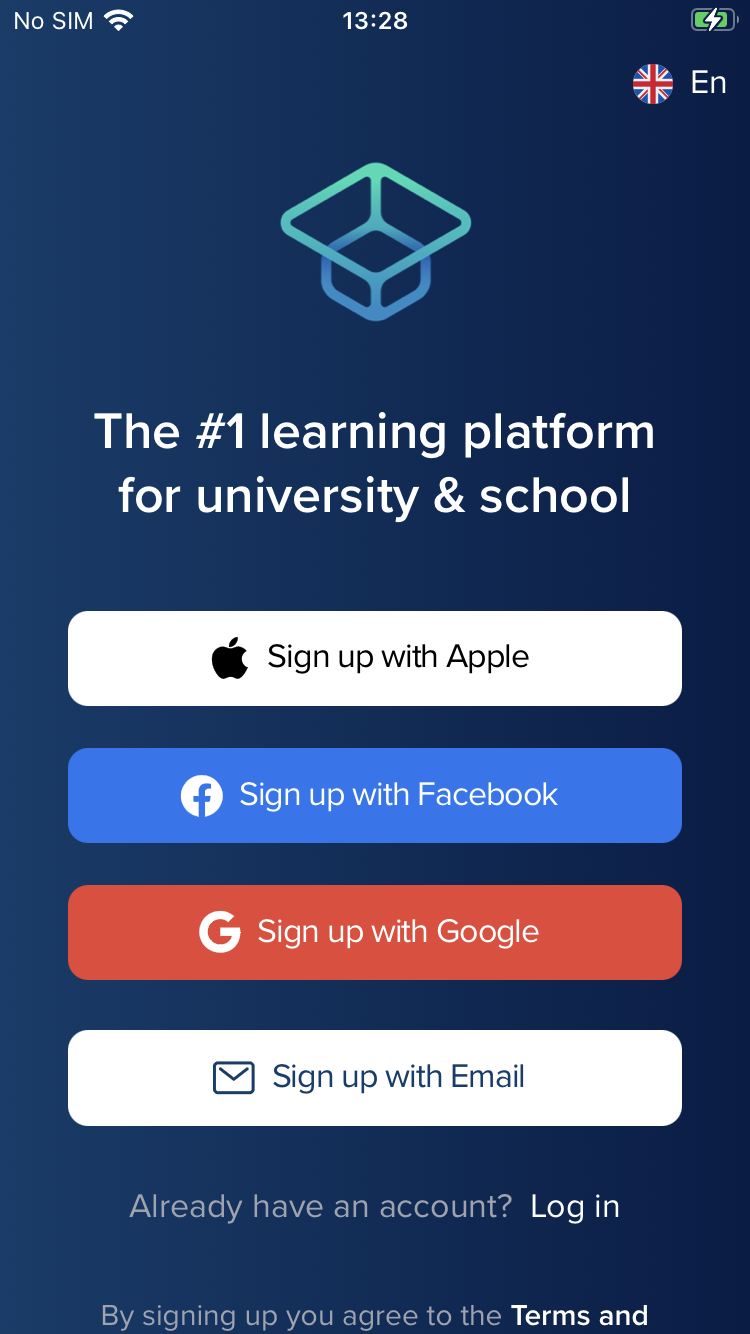 No SIM 13:28
En
The #1 learning platform
for university & school
Sign up with Apple
Sign up with Facebook
Sign up with Google
Sign up with Email
Already have an account? Log in
By signing up you agree to the Terms and